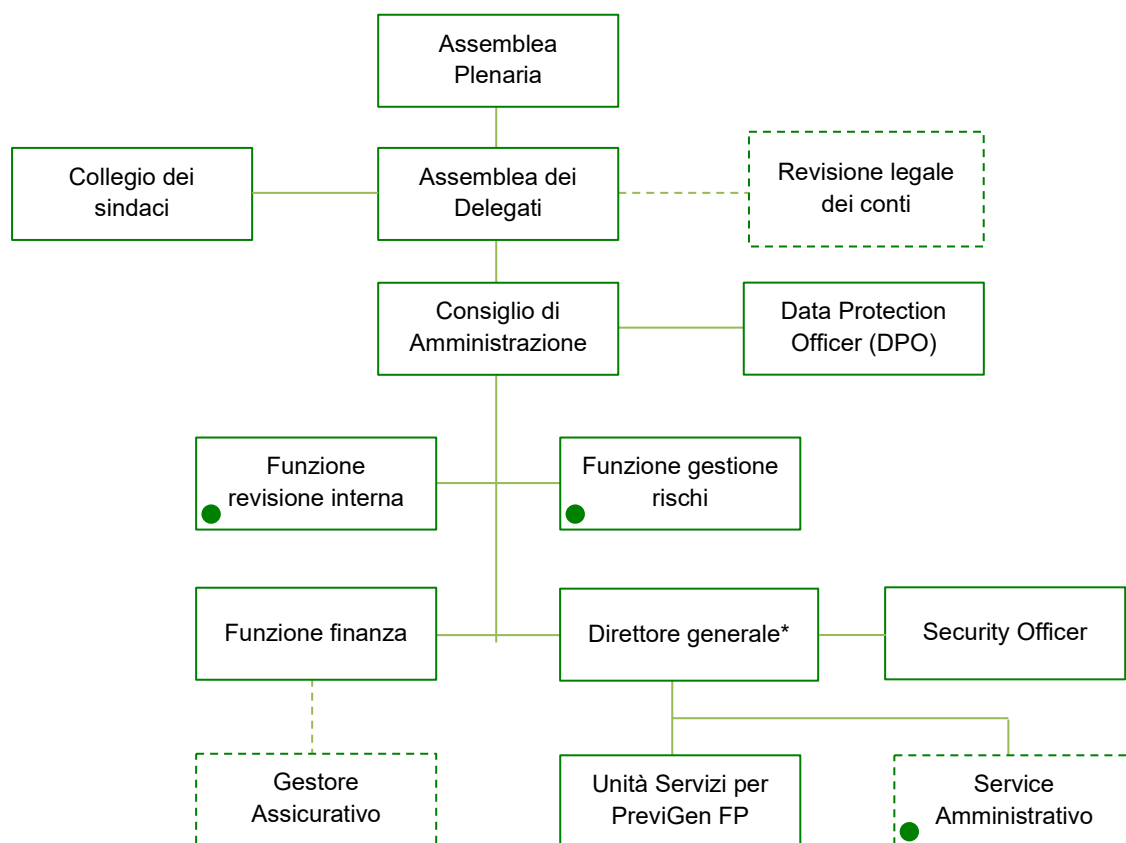 Assemblea
Plenaria
Collegio dei
sindaci
Assemblea dei
Delegati
Revisione legale
dei conti
Consiglio di
Amministrazione
Data Protection
Officer (DPO)
Funzione
revisione interna
Funzione gestione
rischi
Funzione finanza
Direttore generale*
Security Officer
Gestore
Assicurativo
Unità Servizi per
PreviGen FP
Service
Amministrativo